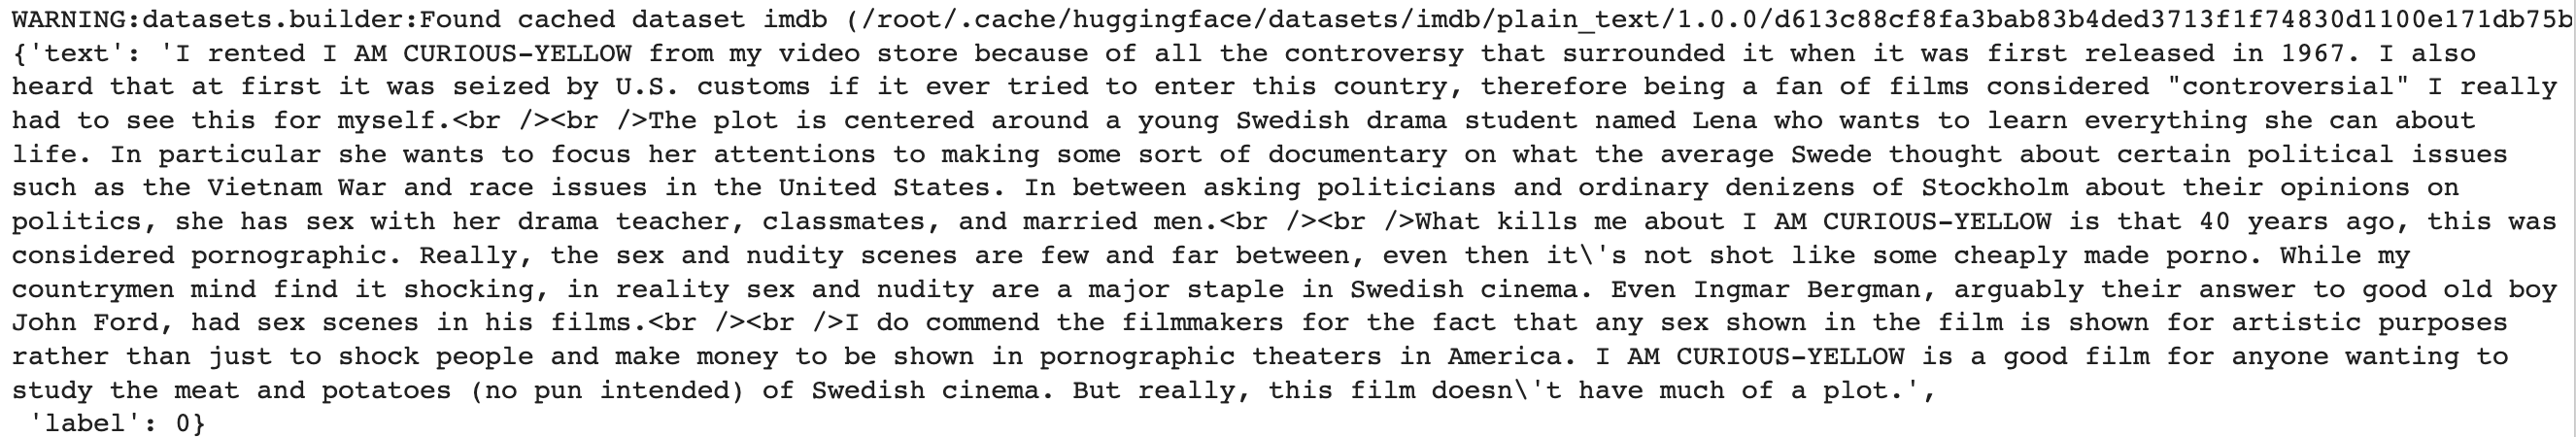 WARNING:datasets.builder:Found cached dataset imdb (/root/.cache/huggingface/datasets/imdb/plain_text/1.0.0/d613c88cf8fa3bab83b4ded3713f1f74830d1100e171db75b
{'text': 'I rented I AM CURIOUS-YELLOW from my video store because of all the controversy that surrounded it when it was first released in 1967. I also
heard that at first it was seized by U.S. customs if it ever tried to enter this country, therefore being a fan of films considered "controversial" I really
had to see this for myself.<br /><br />The plot is centered around a young Swedish drama student named Lena who wants to learn everything she can about
life. In particular she wants to focus her attentions to making some sort of documentary on what the average Swede thought about certain political issues
such as the Vietnam War and race issues in the United States. In between asking politicians and ordinary denizens of Stockholm about their opinions on
politics, she has sex with her drama teacher, classmates, and married men.<br /><br />What kills me about I AM CURIOUS-YELLOW is that 40 years ago, this was
considered pornographic. Really, the sex and nudity scenes are few and far between, even then it\'s not shot like some cheaply made porno. While my
countrymen mind find it shocking, in reality sex and nudity are a major staple in Swedish cinema. Even Ingmar Bergman, arguably their answer to good old boy
John Ford, had sex scenes in his films.<br /><br />I do commend the filmmakers for the fact that any sex shown in the film is shown for artistic purposes
rather than just to shock people and make money to be shown in pornographic theaters in America. I AM CURIOUS-YELLOW is a good film for anyone wanting to
study the meat and potatoes (no pun intended) of Swedish cinema. But really, this film doesn\'t have much of a plot.',
 'label': 0}